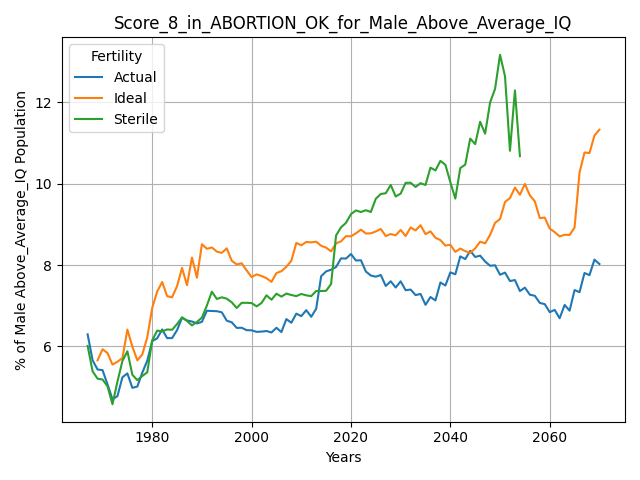 Score_8_in_ABORTION_OK_for_Male_Above_Average_IQ
Fertility
Actual
Ideal
Sterile
% of Male Above_Average_IQ Population
12
10
8
6
1980
2000
2020
2040
2060
Years